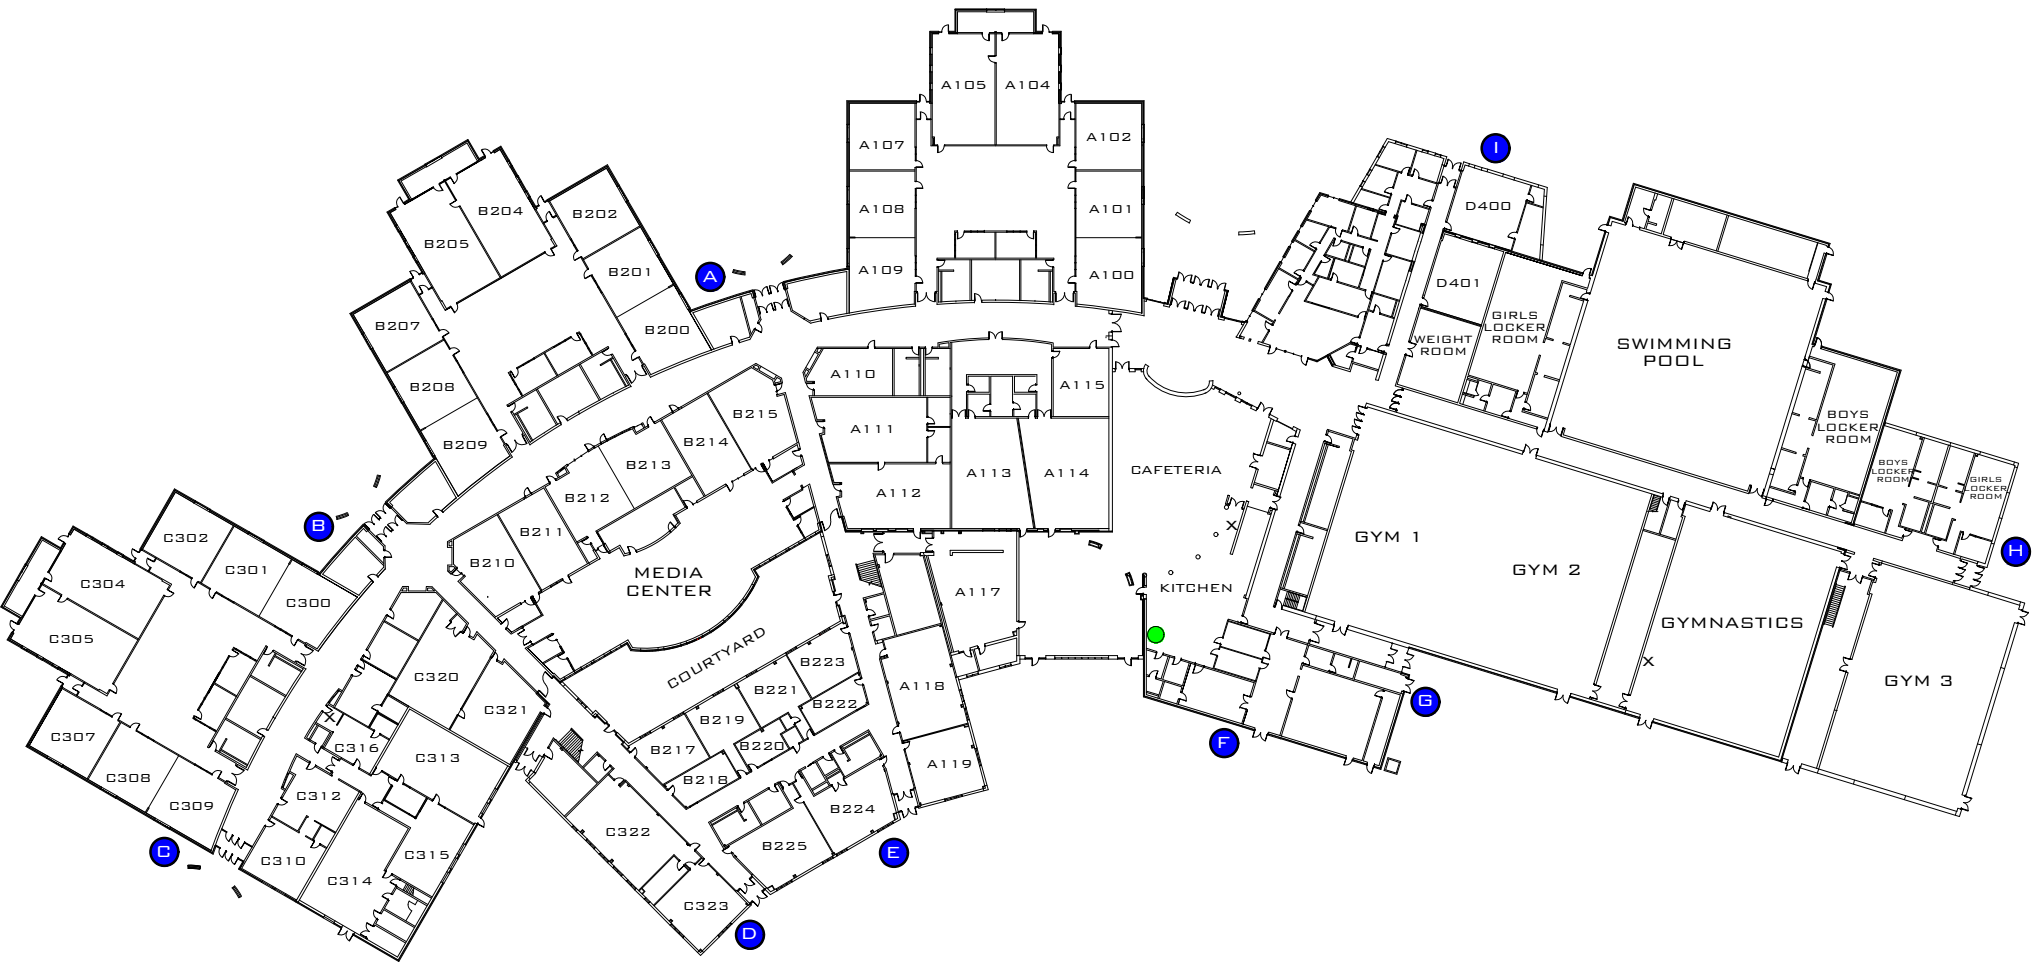 A105
A104
A107
A102
A108
A101
A109
A100
B202
B204
B205
B201
B207
B200
B208
B209
A
I
D400
D401
GIRLS
LOCKER
ROOM
WEIGHT
ROOM
SWIMMING
POOL
BOYS
LOCKER
ROOM
BOYS
LOCKER
ROOM
GIRLS
LOCKER
ROOM
A110
A115
A111
A113
A114
A112
CAFETERIA
B215
B214
B213
B212
B211
B210
MEDIA
CENTER
COURTYARD
B
C302
C301
C300
C304
C305
C307
C308
C309
C
C320
C321
C316
C313
C312
C310
C315
C314
B223
B221
B222
B219
B220
B217
B218
B224
B225
C322
C323
D
E
A117
A118
A119
KITCHEN
F
G
GYM 1
GYM 2
GYMNASTICS
GYM 3
H